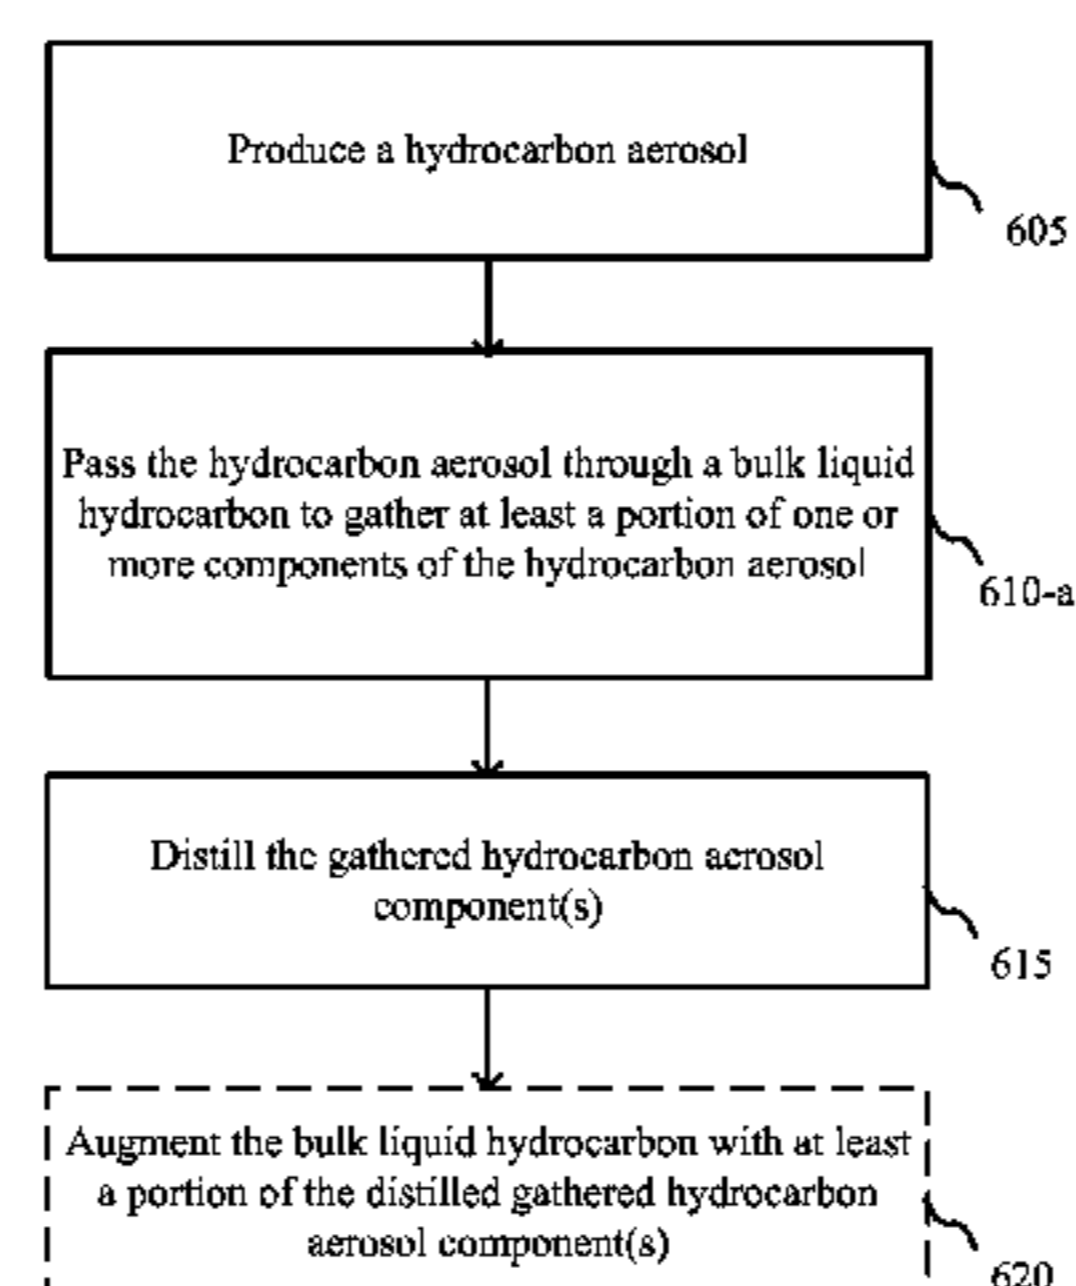 Produce a hydrocarbon aerosol
605
Pass the hydrocarbon aerosol through a bulk liquid
hydrocarbon to gather at least a portion of one or
more components of the hydrocarbon aerosol
610-a
Distill the gathered hydrocarbon aerosol
component(s)
615
Augment the bulk liquid hydrocarbon with at least
a portion of the distilled gathered hydrocarbon
aerosol component(s)
620